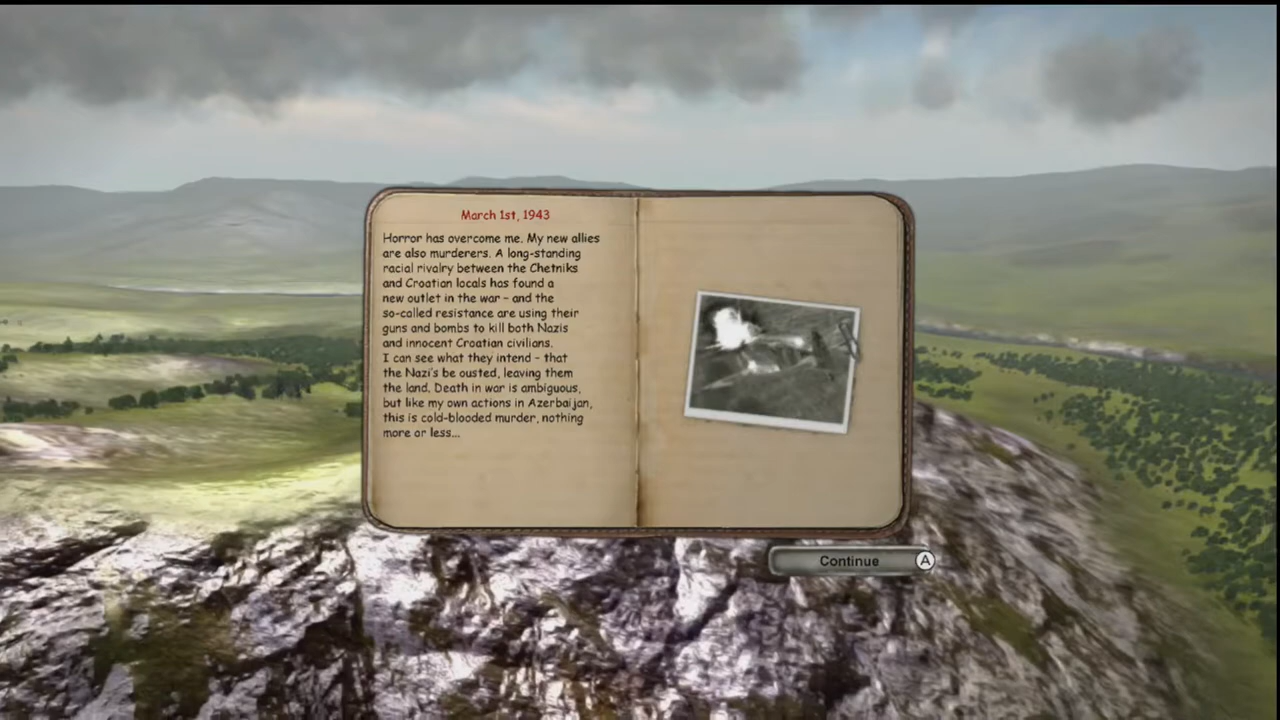 March 1st, 1943
Horror has overcome me. My new allies
are also murderers. A long-standing
racial rivalry between the Chetniks
and Croatian locals has found a
new outlet in the war - and the
so-called resistance are using their
guns and bombs to kill both Nazis
and innocent Croatian civilians.
I can see what they intend - that
the Nazi's be ousted, leaving them
the land. Death in war is ambiguous,
but like my own actions in Azerbaijan,
this is cold-blooded murder, nothing
more or less...
Continue A